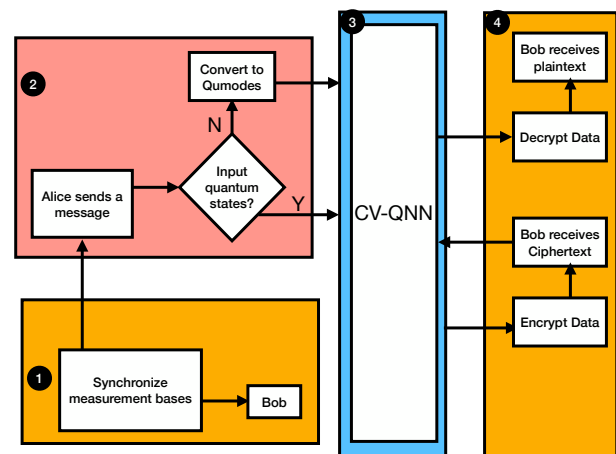 3
4
2
Convert to
Qumodes
Bob receives
plaintext
N
Decrypt Data
Input
quantum
states?
Alice sends a
message
Y
CV-QNN
Bob receives
Ciphertext
Encrypt Data
1
Synchronize
measurement bases
Bob